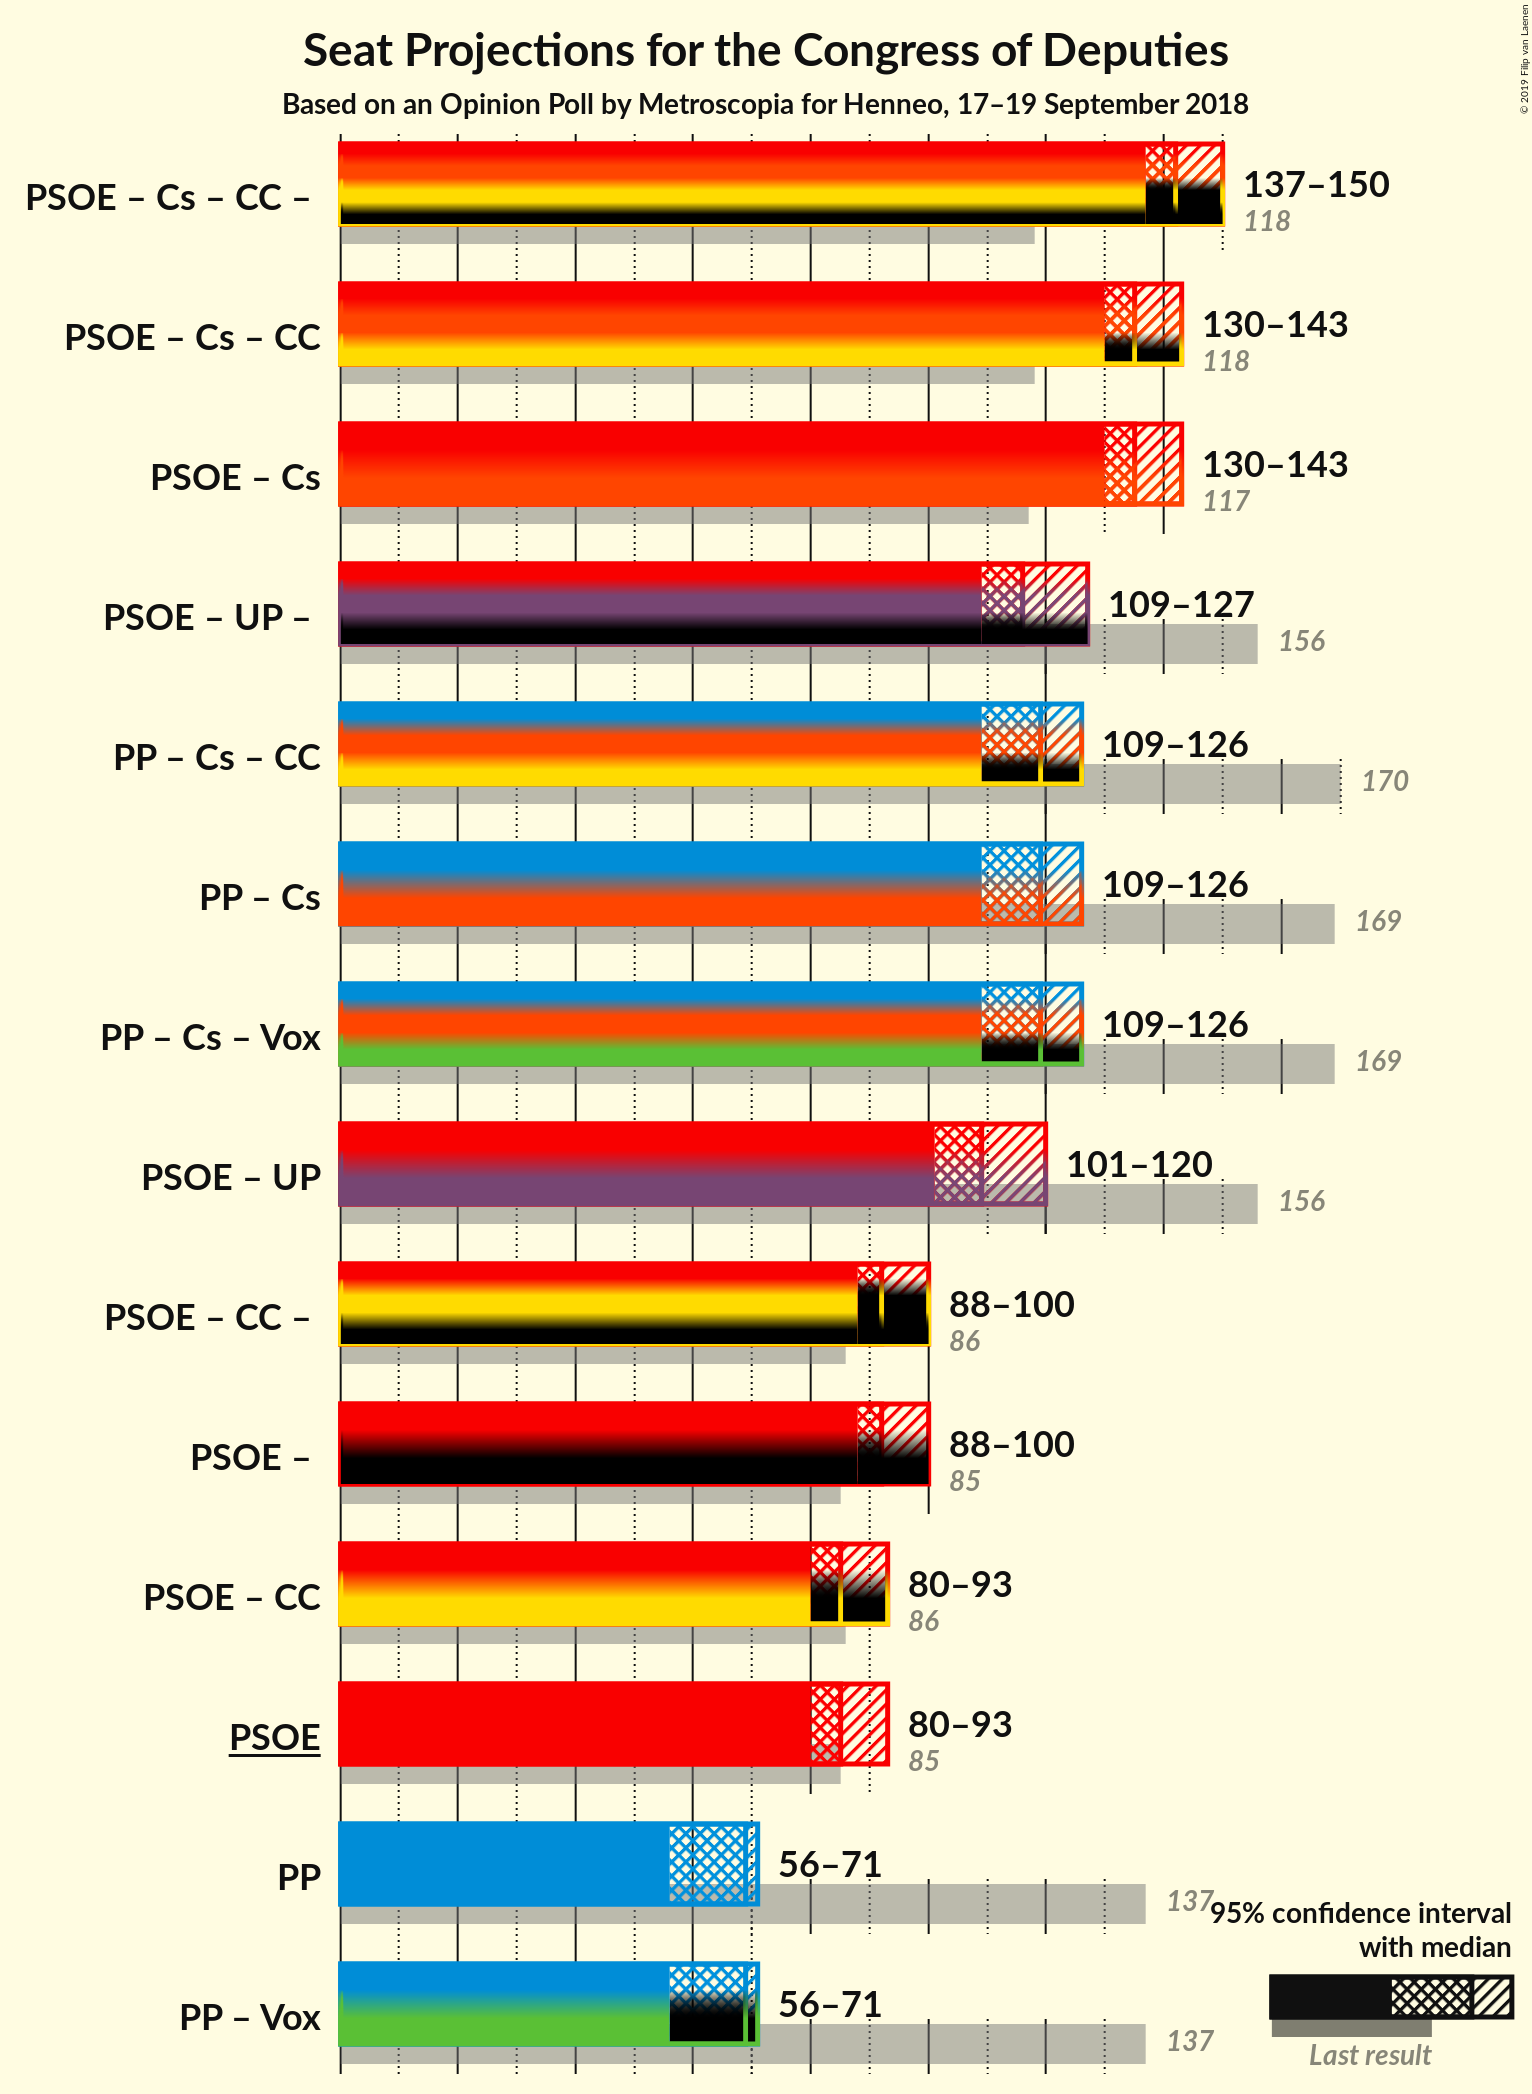 Seat Projections for the Congress of Deputies
Based on an Opinion Poll by Metroscopia for Henneo, 17–19 September 2018
© 2019 Filip van Laenen
PSOE – Cs – CC –
137–150
118
PSOE – Cs – CC
130–143
118
PSOE – Cs
130–143
117
PSOE – UP –
109–127
156
PP – Cs – CC
109–126
170
PP – Cs
109–126
169
PP – Cs – Vox
109–126
169
PSOE – UP
101–120
156
PSOE – CC –
88–100
86
PSOE –
88–100
85
PSOE – CC
80–93
86
PSOE
80–93
85
PP
56–71
137
PP – Vox
56–71
137
95% confidence interval
with median
Last result